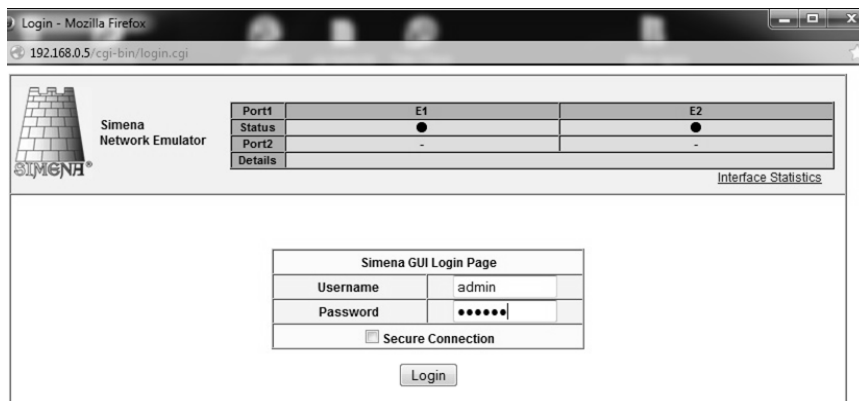 Login - Mozilla Firefox
192.168.0.5/cgi-bin/login.cgi
SIMENA®
Simena
Network Emulator
Port1 E1 E2
Status
Port2 - -
Details
Interface Statistics
Simena GUI Login Page
Username admin
Password ••••••
Secure Connection
Login